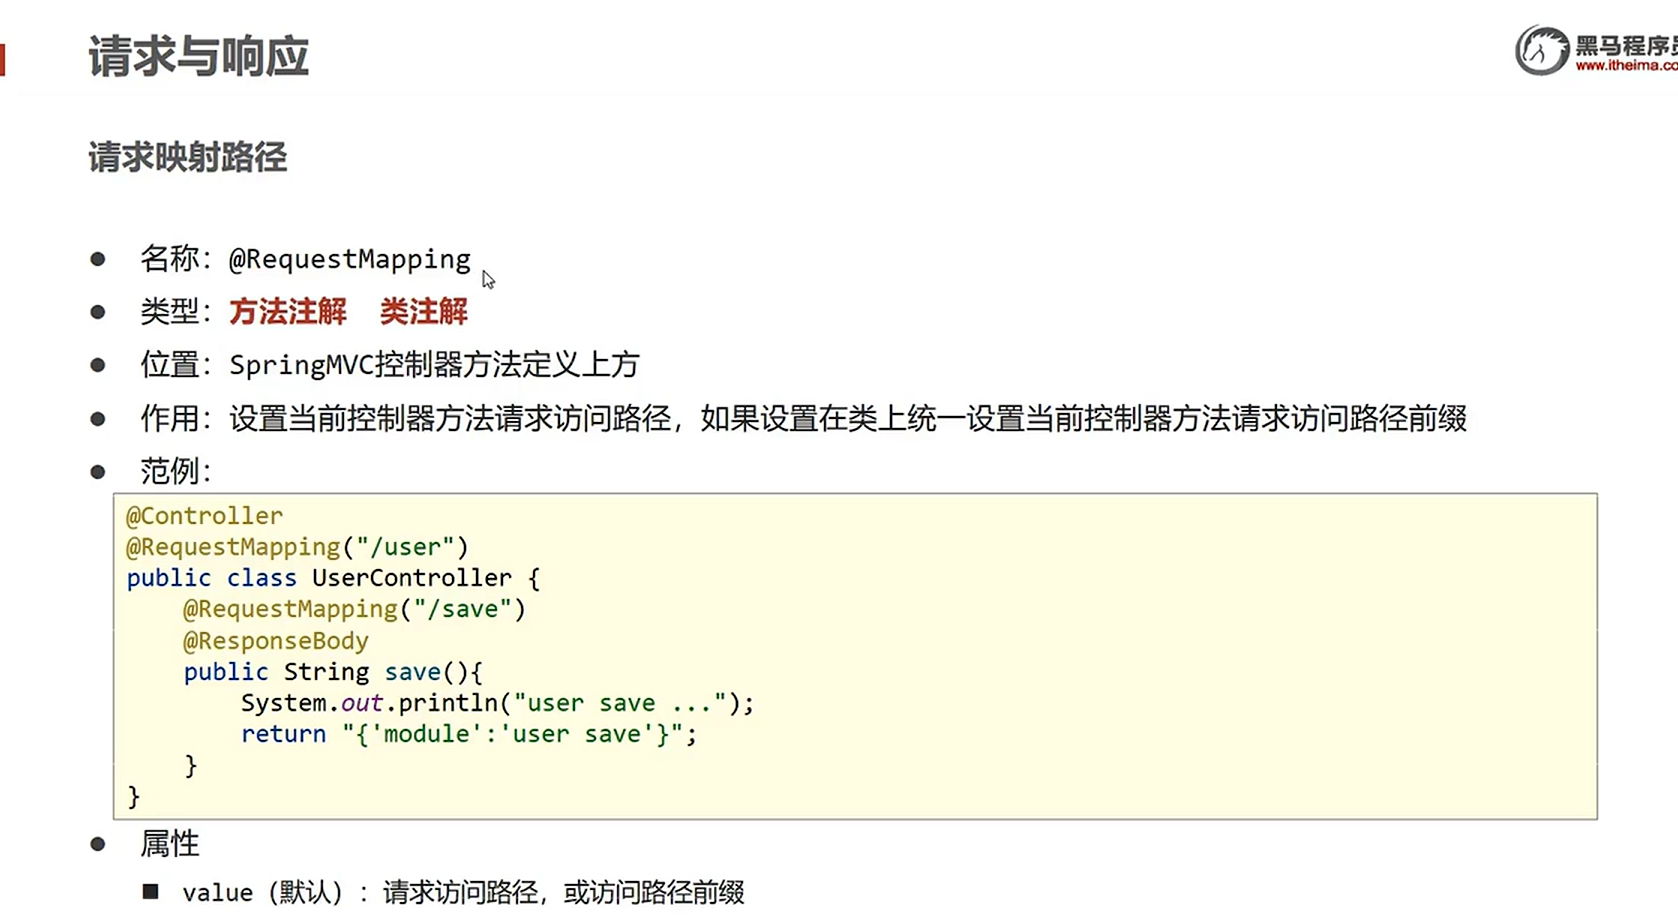 请求与响应
黑马程序员
www.itheima.co
请求映射路径
● 名称：@RequestMapping
● 类型：方法注解 类注解
● 位置：SpringMVC控制器方法定义上方
● 作用：设置当前控制器方法请求访问路径，如果设置在类上统一设置当前控制器方法请求访问路径前缀
● 范例：
@Controller
@RequestMapping("/user")
public class UserController {
    @RequestMapping("/save")
    @ResponseBody
    public String save(){
        System.out.println("user save ...");
        return "{'module':'user save'}";
    }
}
● 属性
■ value（默认）：请求访问路径，或访问路径前缀